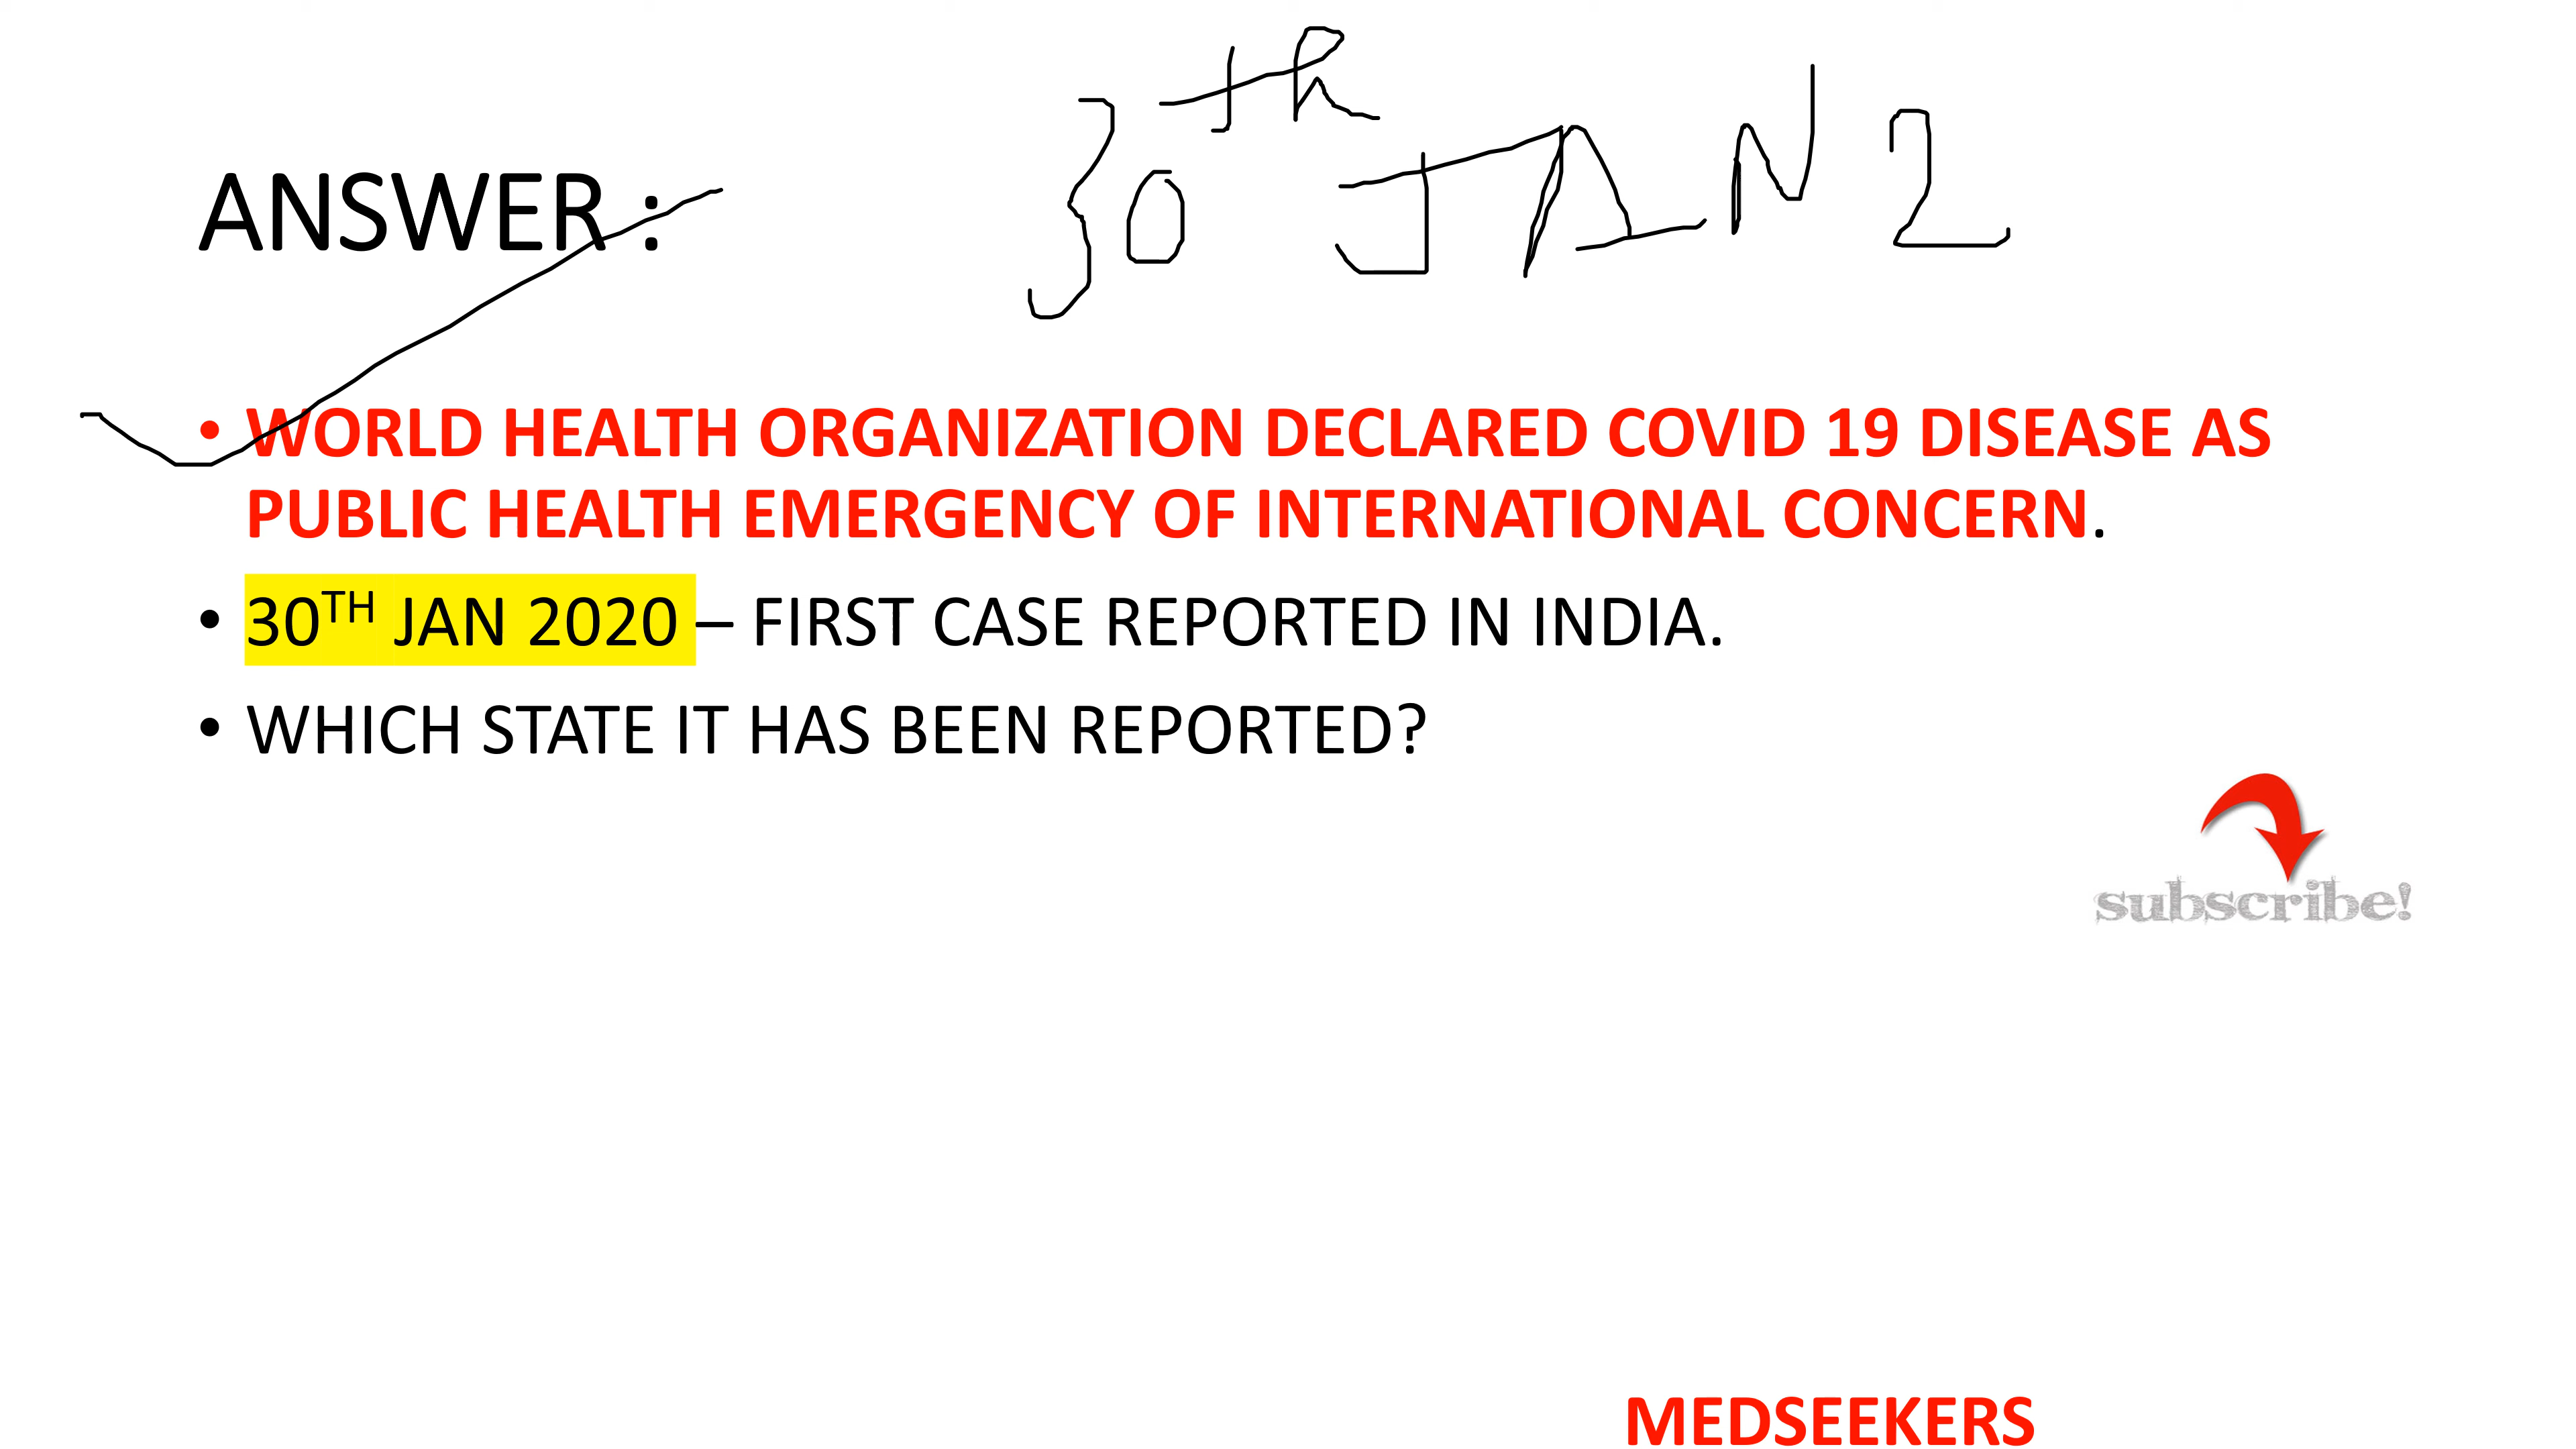 30th JAN 2
ANSWER :
• WORLD HEALTH ORGANIZATION DECLARED COVID 19 DISEASE AS
PUBLIC HEALTH EMERGENCY OF INTERNATIONAL CONCERN.
• 30TH JAN 2020 – FIRST CASE REPORTED IN INDIA.
• WHICH STATE IT HAS BEEN REPORTED?
subscribe!
MEDSEEKERS